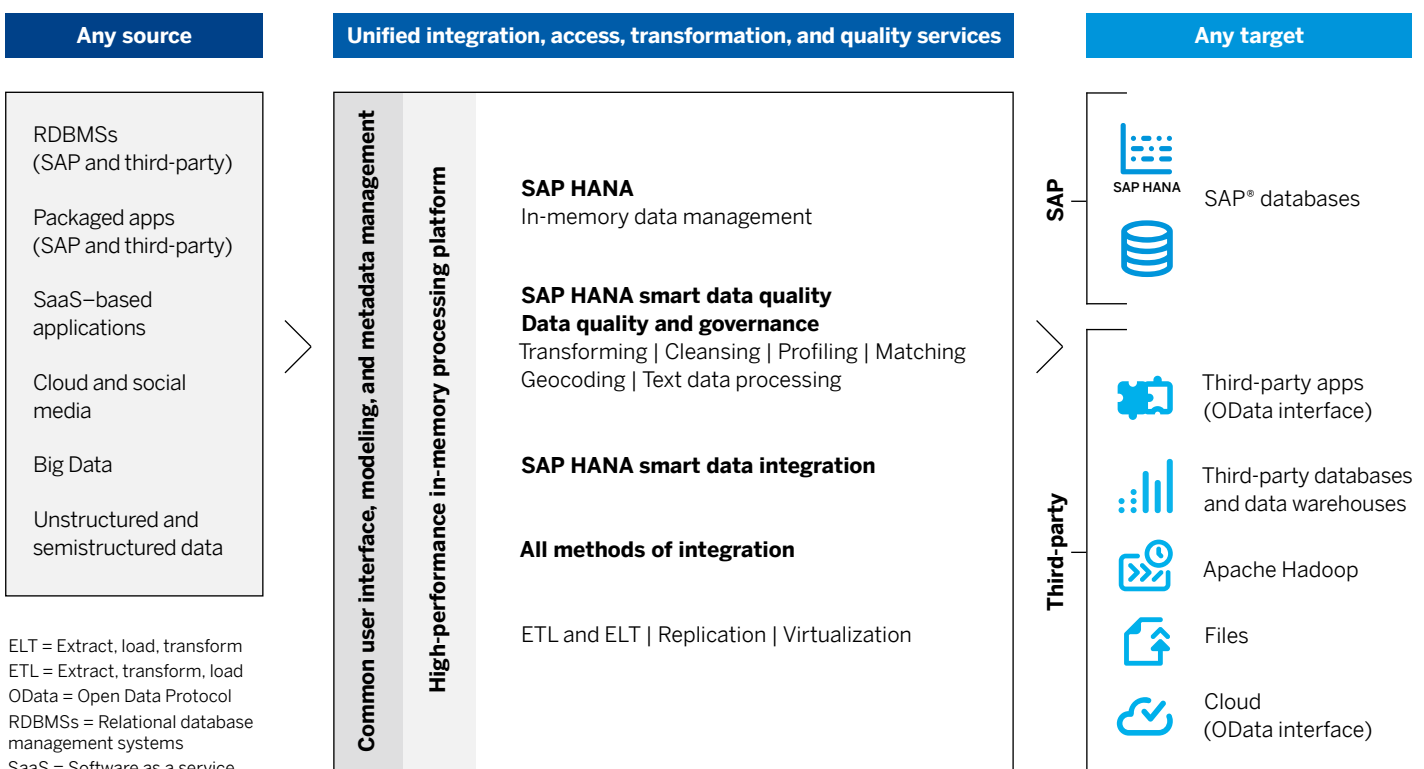 Any source
Unified integration, access, transformation, and quality services
Any target
RDBMSs
(SAP and third-party)
Packaged apps
(SAP and third-party)
SaaS–based
applications
Cloud and social
media
Big Data
Unstructured and
semistructured data
ELT = Extract, load, transform
ETL = Extract, transform, load
OData = Open Data Protocol
RDBMSs = Relational database
management systems
SaaS = Software as a service
Common user interface, modeling, and metadata management
High-performance in-memory processing platform
SAP HANA
In-memory data management
SAP HANA smart data quality
Data quality and governance
Transforming | Cleansing | Profiling | Matching
Geocoding | Text data processing
SAP HANA smart data integration
All methods of integration
ETL and ELT | Replication | Virtualization
SAP
SAP HANA
SAP® databases
Third-party
Third-party apps
(OData interface)
Third-party databases
and data warehouses
Apache Hadoop
Files
Cloud
(OData interface)